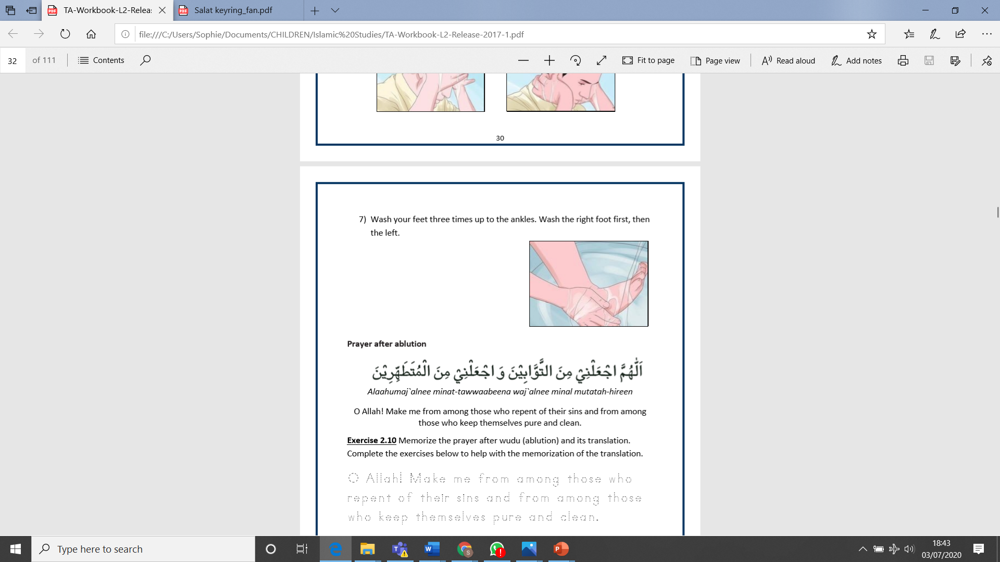 TA-Workbook-L2-Releas
Salat keyring_fan.pdf
file:///C:/Users/Sophie/Documents/CHILDREN/Islamic%20Studies/TA-Workbook-L2-Release-2017-1.pdf
32 of 111 Contents Fit to page Page view Read aloud Add notes
30
7) Wash your feet three times up to the ankles. Wash the right foot first, then
the left.
Prayer after ablution
اَللّٰهُمَّ اجْعَلْنِيْ مِنَ التَّوَّابِيْنَ وَ اجْعَلْنِيْ مِنَ الْمُتَطَهِّرِيْنَ
Alaahumaj`alnee minat-tawwaabeena waj`alnee minal mutatah-hireen
O Allah! Make me from among those who repent of their sins and from among
those who keep themselves pure and clean.
Exercise 2.10 Memorize the prayer after wudu (ablution) and its translation.
Complete the exercises below to help with the memorization of the translation.
O Allah! Make me from among those who
repent of their sins and from among those
who keep themselves pure and clean.
Type here to search
18:43
03/07/2020